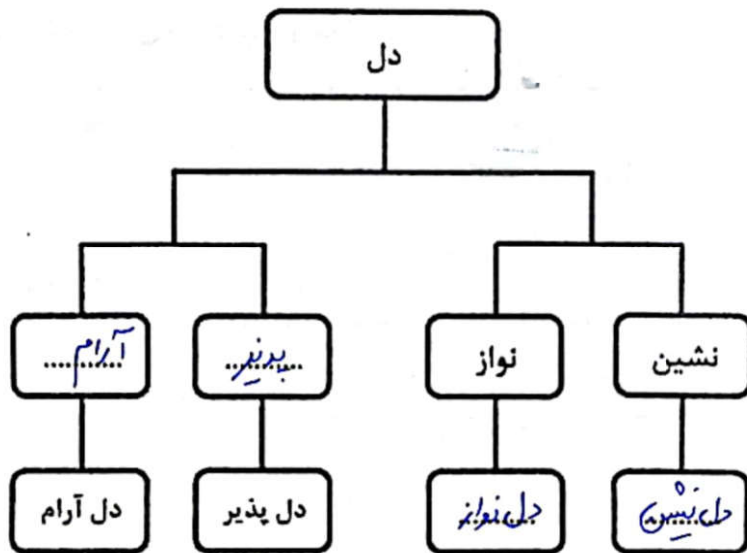 دل
نشین نواز پذیر آرام
دل نشین دل نواز دل پذیر دل آرام